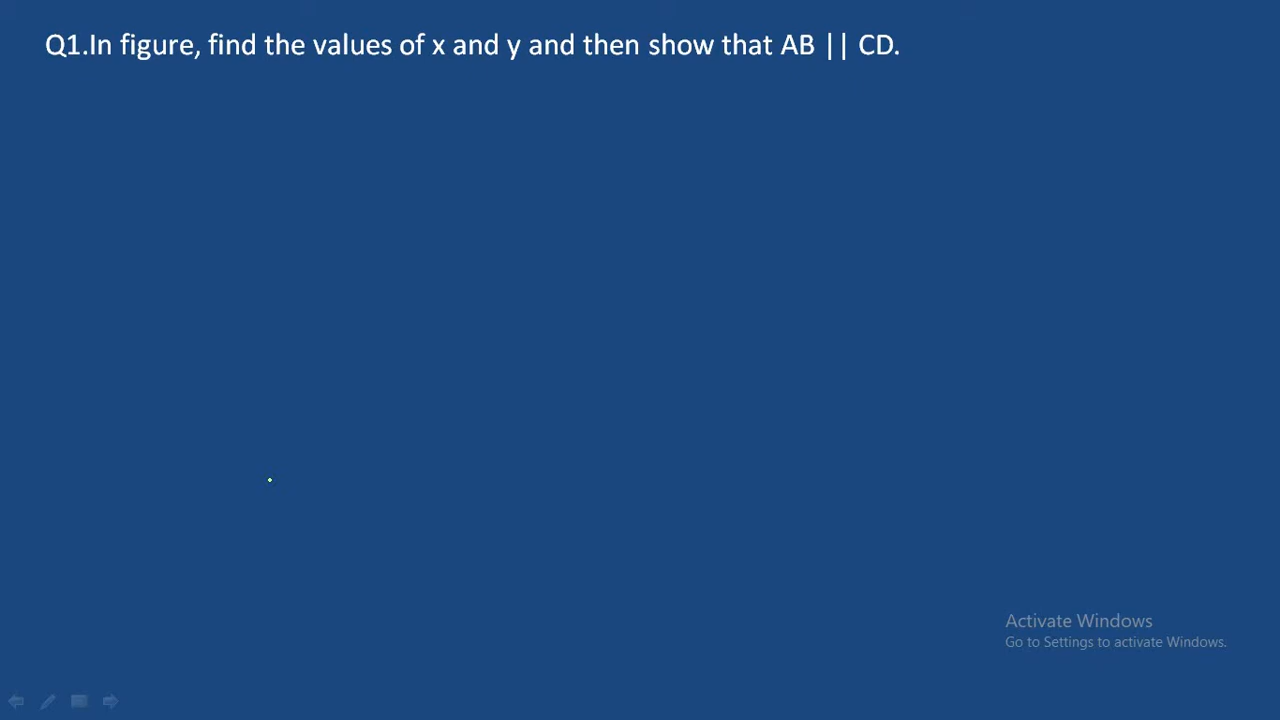 Q1.In figure, find the values of x and y and then show that AB || CD.
Activate Windows
Go to Settings to activate Windows.